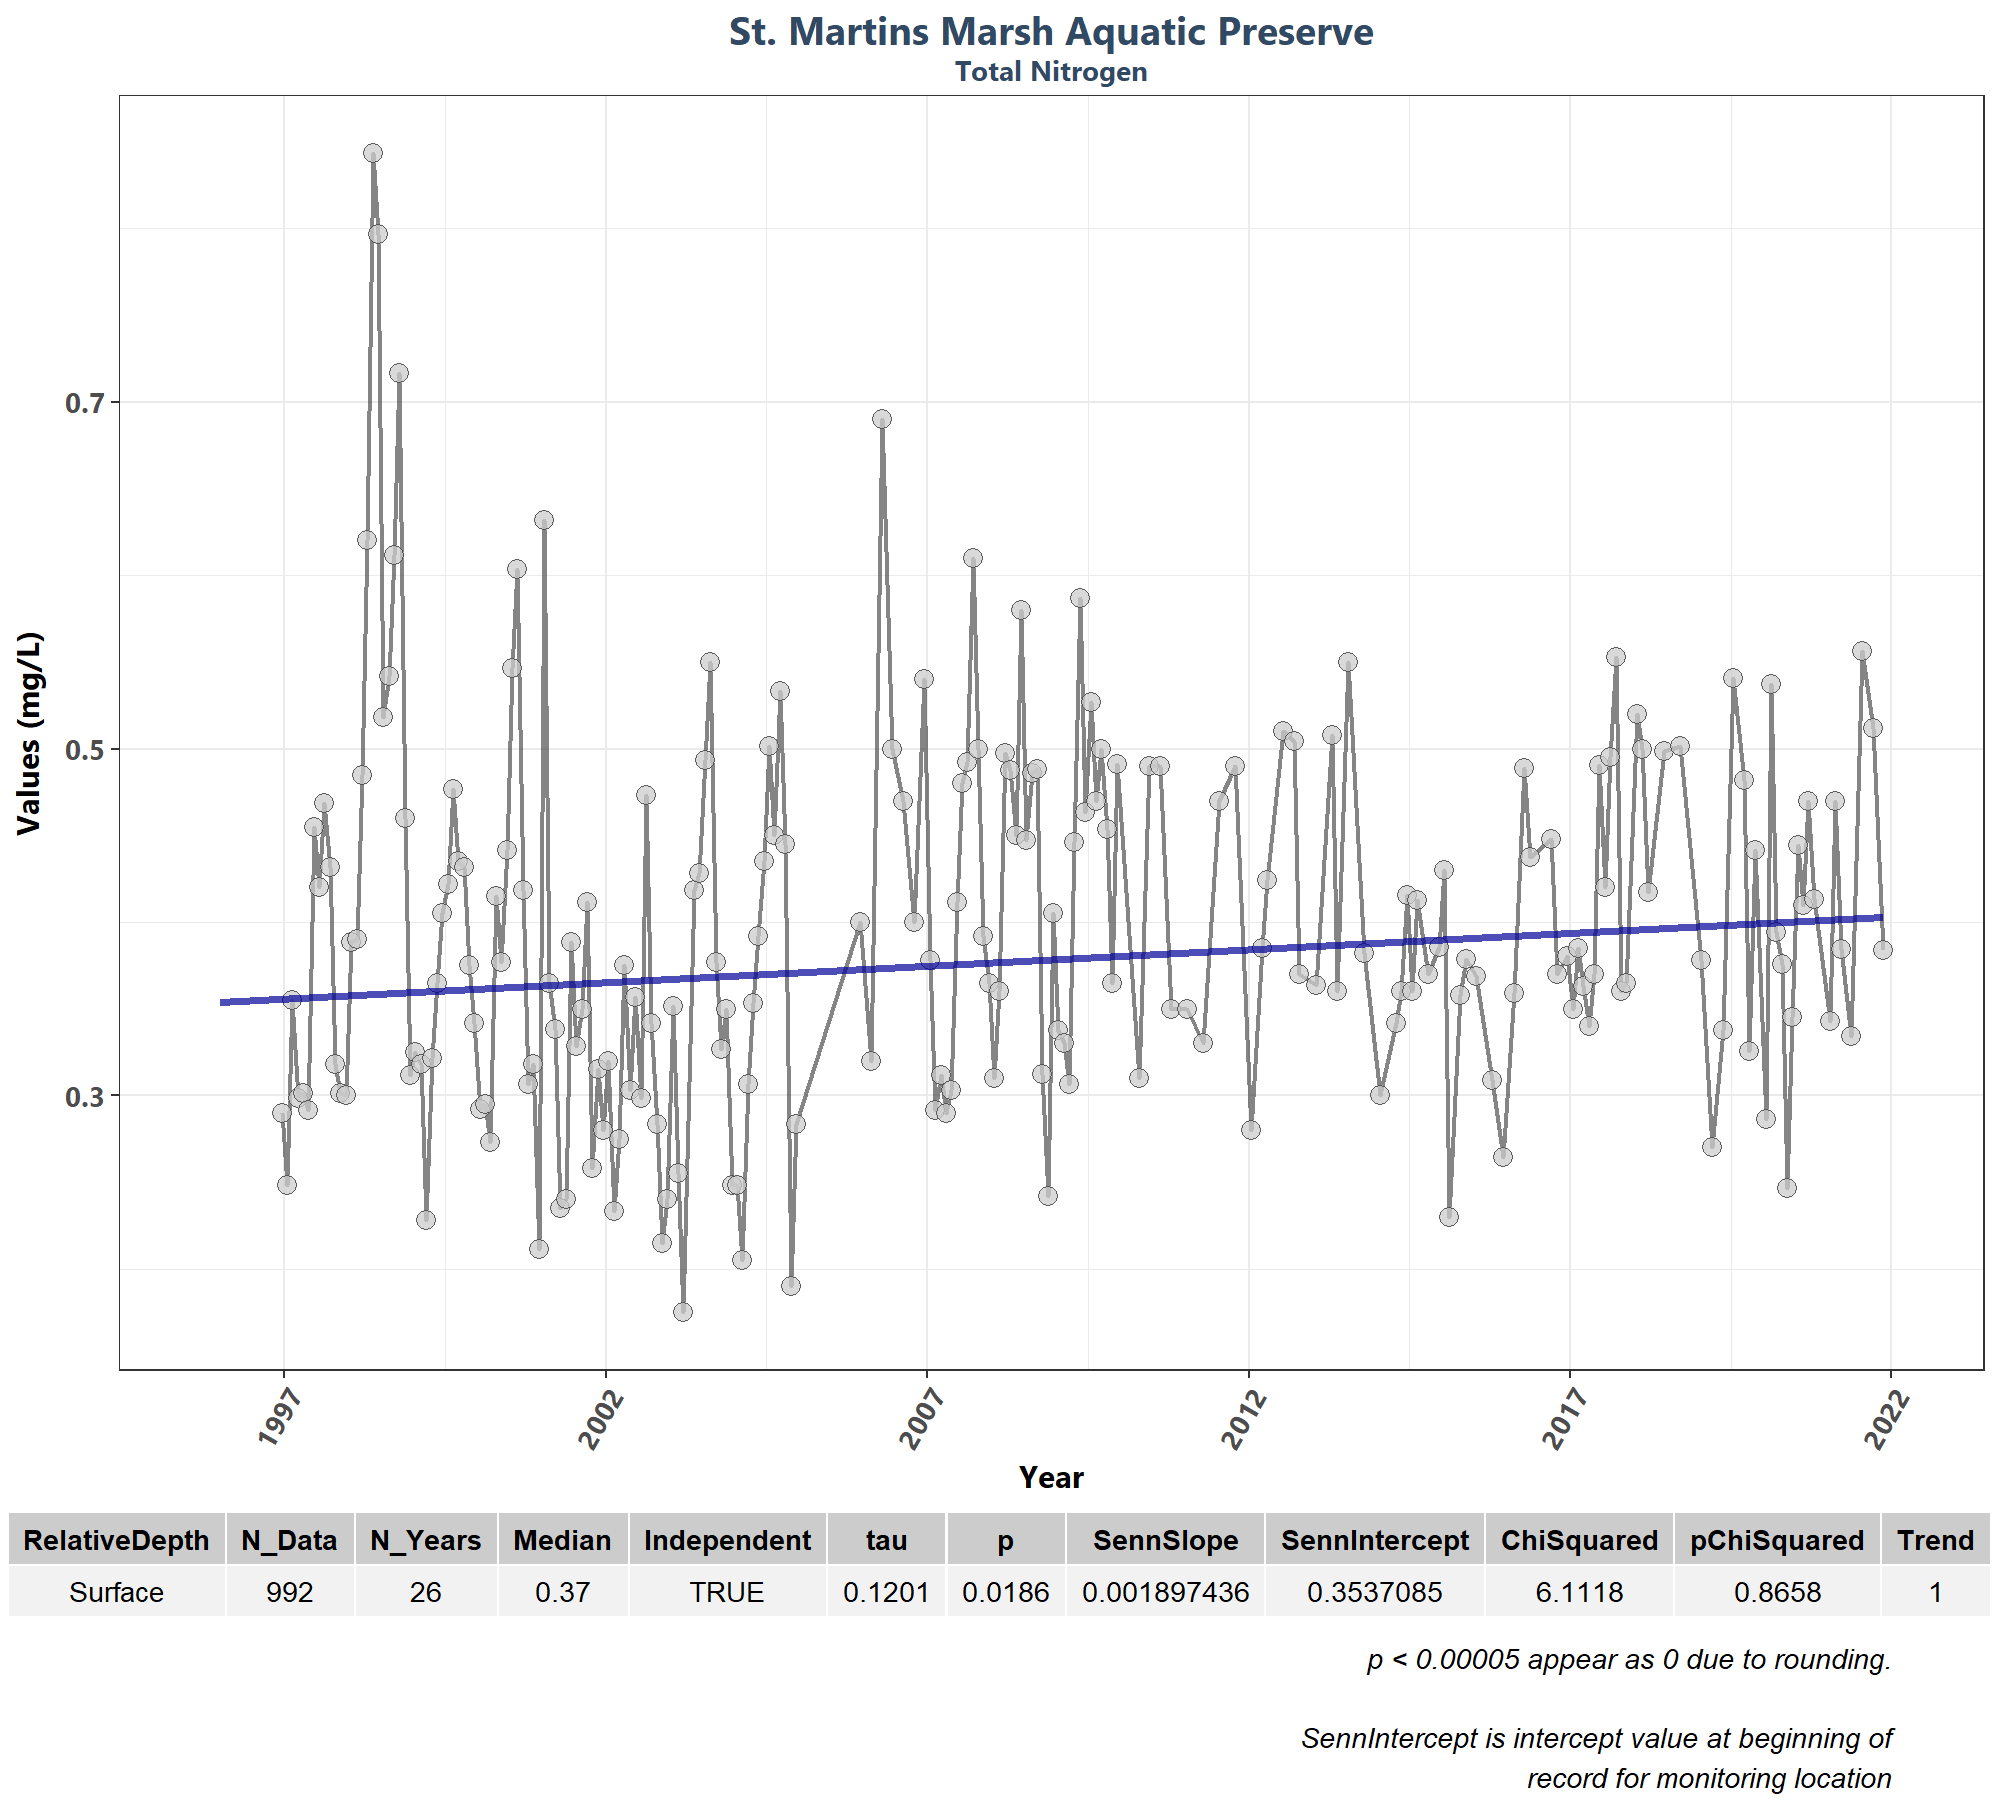 St. Martins Marsh Aquatic Preserve
Total Nitrogen
Values (mg/L)
0.7
0.5
0.3
1997 2002 2007 2012 2017 2022
Year
RelativeDepth N_Data N_Years Median Independent tau p SennSlope SennIntercept ChiSquared pChiSquared Trend
Surface 992 26 0.37 TRUE 0.1201 0.0186 0.001897436 0.3537085 6.1118 0.8658 1
p < 0.00005 appear as 0 due to rounding.
SennIntercept is intercept value at beginning of
record for monitoring location